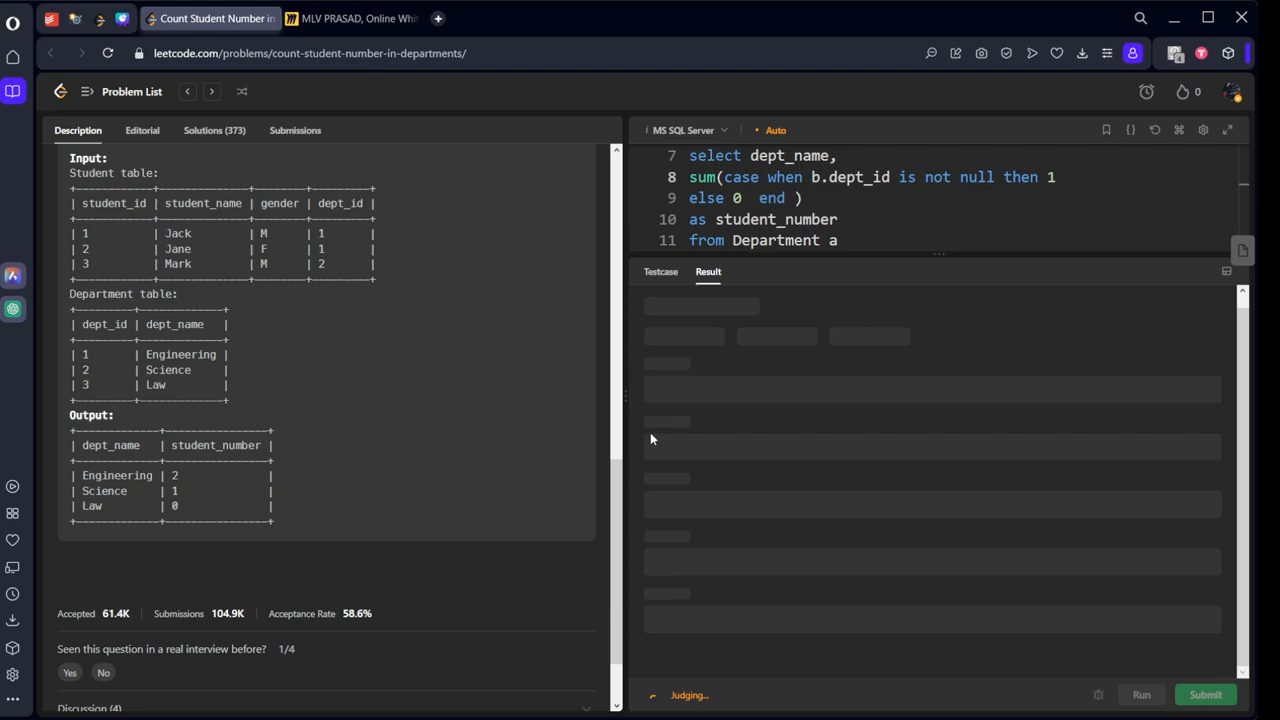 Count Student Number in
MLV PRASAD, Online Whi
leetcode.com/problems/count-student-number-in-departments/
4
Problem List
0
Description
Editorial
Solutions (373)
Submissions
Input:
Student table:
+------------+--------------+--------+---------+
| student_id | student_name | gender | dept_id |
+------------+--------------+--------+---------+
| 1 | Jack | M | 1 |
| 2 | Jane | F | 1 |
| 3 | Mark | M | 2 |
+------------+--------------+--------+---------+
Department table:
+---------+-------------+
| dept_id | dept_name |
+---------+-------------+
| 1 | Engineering |
| 2 | Science |
| 3 | Law |
+---------+-------------+
Output:
+-------------+----------------+
| dept_name | student_number |
+-------------+----------------+
| Engineering | 2 |
| Science | 1 |
| Law | 0 |
+-------------+----------------+
Accepted 61.4K | Submissions 104.9K | Acceptance Rate 58.6%
Seen this question in a real interview before? 1/4
Yes No
Discussion (4)
i MS SQL Server • Auto
7 select dept_name,
8 sum(case when b.dept_id is not null then 1
9 else 0 end )
10 as student_number
11 from Department a
Testcase Result
Judging...
Run
Submit